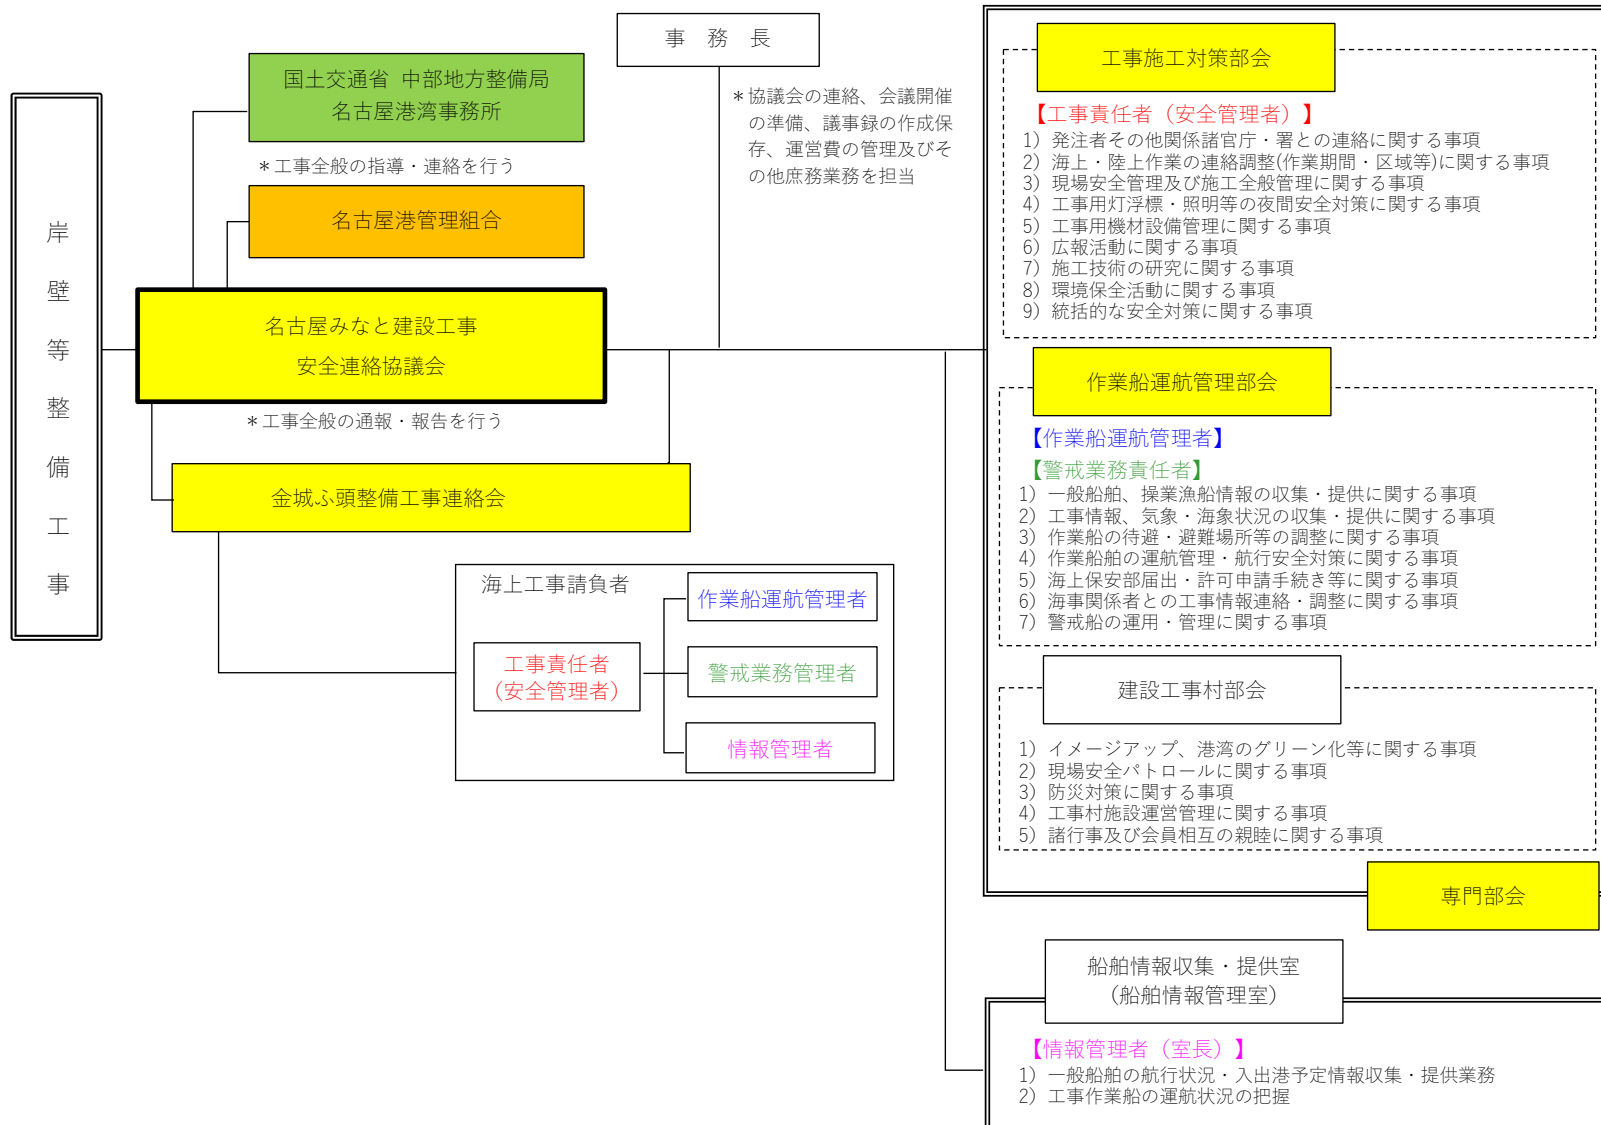 岸壁等整備工事
国土交通省 中部地方整備局
名古屋港湾事務所
＊工事全般の指導・連絡を行う
名古屋港管理組合
名古屋みなと建設工事
安全連絡協議会
＊工事全般の通報・報告を行う
金城ふ頭整備工事連絡会
事 務 長
＊協議会の連絡、会議開催
の準備、議事録の作成保
存、運営費の管理及びそ
の他庶務業務を担当
海上工事請負者
工事責任者
（安全管理者）
作業船運航管理者
警戒業務管理者
情報管理者
工事施工対策部会
【工事責任者（安全管理者）】
1）発注者その他関係諸官庁・署との連絡に関する事項
2）海上・陸上作業の連絡調整(作業期間・区域等)に関する事項
3）現場安全管理及び施工全般管理に関する事項
4）工事用灯浮標・照明等の夜間安全対策に関する事項
5）工事用機材設備管理に関する事項
6）広報活動に関する事項
7）施工技術の研究に関する事項
8）環境保全活動に関する事項
9）統括的な安全対策に関する事項
作業船運航管理部会
【作業船運航管理者】
【警戒業務責任者】
1）一般船舶、操業漁船情報の収集・提供に関する事項
2）工事情報、気象・海象状況の収集・提供に関する事項
3）作業船の待避・避難場所等の調整に関する事項
4）作業船舶の運航管理・航行安全対策に関する事項
5）海上保安部届出・許可申請手続き等に関する事項
6）海事関係者との工事情報連絡・調整に関する事項
7）警戒船の運用・管理に関する事項
建設工事村部会
1）イメージアップ、港湾のグリーン化等に関する事項
2）現場安全パトロールに関する事項
3）防災対策に関する事項
4）工事村施設運営管理に関する事項
5）諸行事及び会員相互の親睦に関する事項
専門部会
船舶情報収集・提供室
（船舶情報管理室）
【情報管理者（室長）】
1）一般船舶の航行状況・入出港予定情報収集・提供業務
2）工事作業船の運航状況の把握